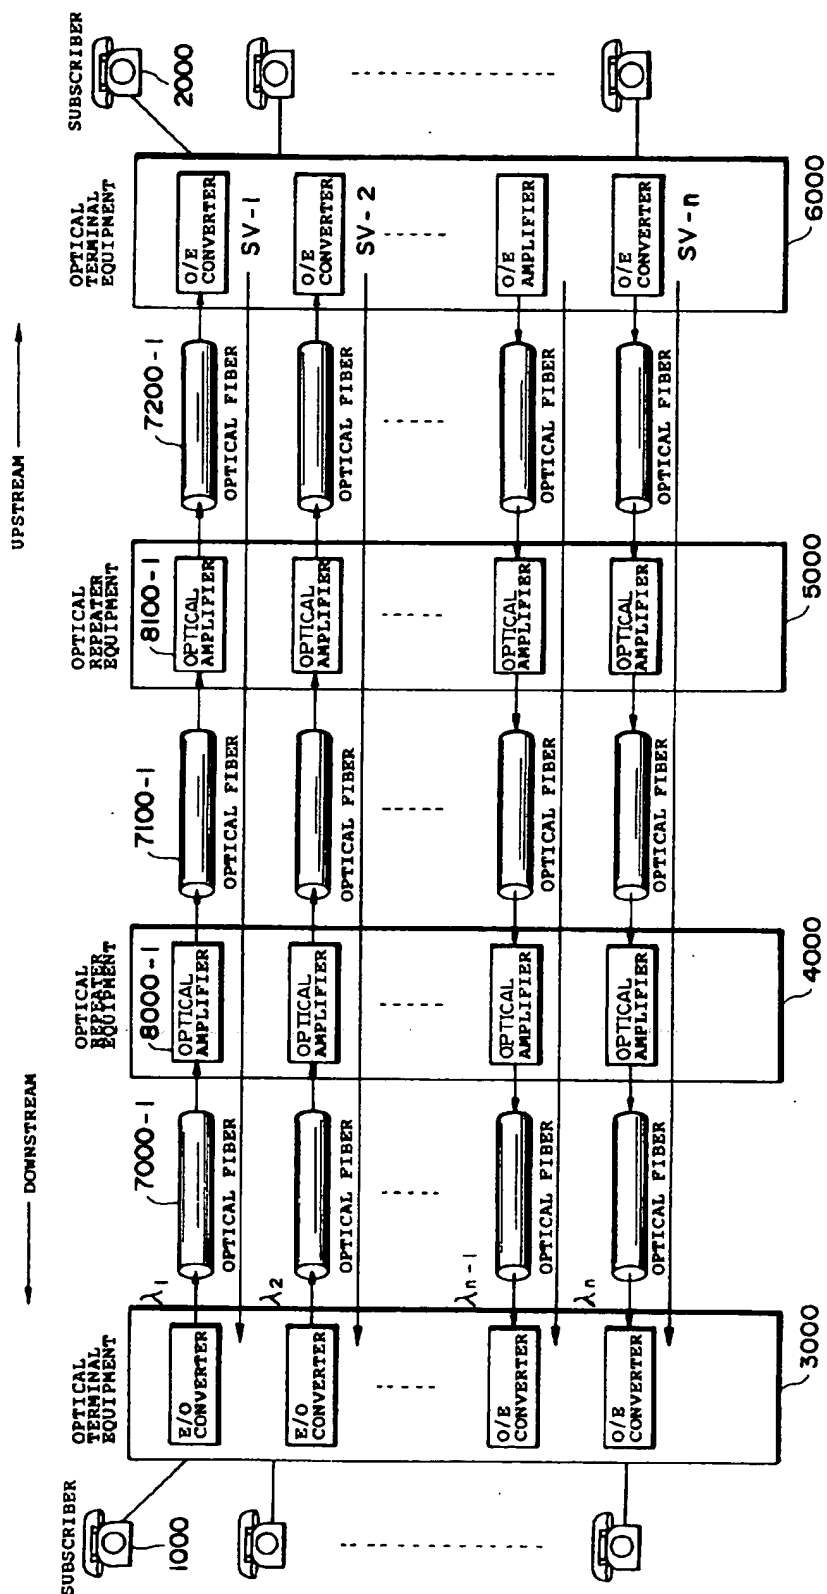 UPSTREAM
DOWNSTREAM
SUBSCRIBER
1000
OPTICAL
TERMINAL
EQUIPMENT
3000
E/O
CONVERTER
E/O
CONVERTER
O/E
CONVERTER
O/E
CONVERTER
λ1
λ2
λn-1
λn
7000-1
OPTICAL FIBER
OPTICAL FIBER
OPTICAL FIBER
OPTICAL FIBER
OPTICAL
REPEATER
EQUIPMENT
4000
8000-1
OPTICAL
AMPLIFIER
OPTICAL
AMPLIFIER
OPTICAL
AMPLIFIER
OPTICAL
AMPLIFIER
7100-1
OPTICAL FIBER
OPTICAL FIBER
OPTICAL FIBER
OPTICAL FIBER
OPTICAL
REPEATER
EQUIPMENT
5000
8100-1
OPTICAL
AMPLIFIER
OPTICAL
AMPLIFIER
OPTICAL
AMPLIFIER
OPTICAL
AMPLIFIER
7200-1
OPTICAL FIBER
OPTICAL FIBER
OPTICAL FIBER
OPTICAL FIBER
OPTICAL
TERMINAL
EQUIPMENT
6000
O/E
CONVERTER
SV-1
O/E
CONVERTER
SV-2
O/E
AMPLIFIER
O/E
CONVERTER
SV-n
SUBSCRIBER
2000